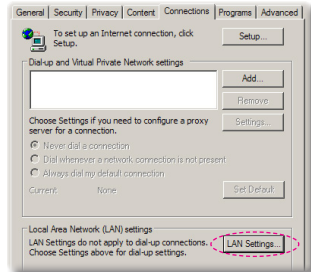 General Security Privacy Content Connections Programs Advanced
To set up an Internet connection, click Setup.
Setup...
Dial-up and Virtual Private Network settings
Add...
Remove
Choose Settings if you need to configure a proxy
server for a connection.
Settings...
Never dial a connection
Dial whenever a network connection is not present
Always dial my default connection
Current None
Set Default
Local Area Network (LAN) settings
LAN Settings do not apply to dial-up connections.
Choose Settings above for dial-up settings.
LAN Settings...